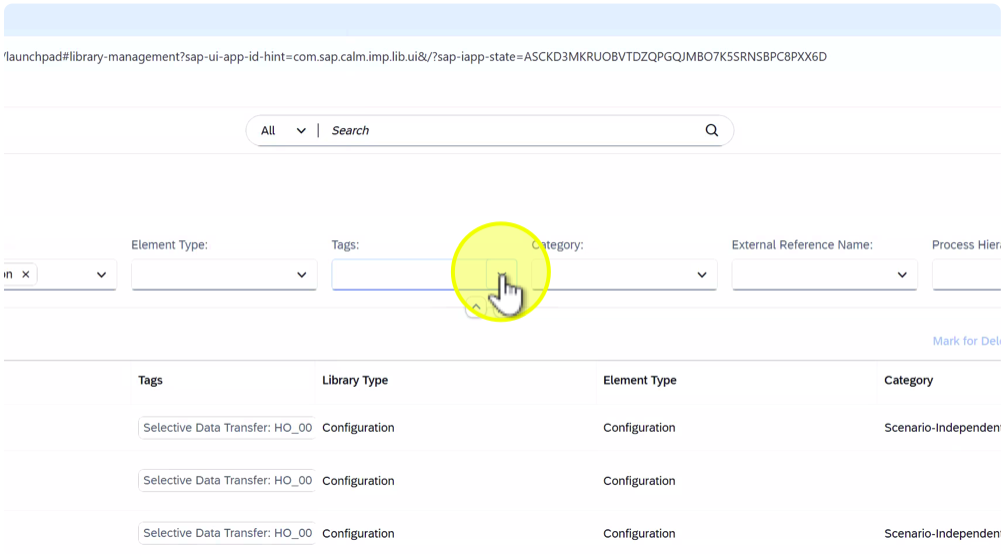 /launchpad#library-management?sap-ui-app-id-hint=com.sap.calm.imp.lib.ui&/?sap-iapp-state=ASCKD3MKRUOBVTDZQPGQJMBO7K5SRNSBPC8PXX6D
All Search
Element Type: Tags: Category: External Reference Name: Process Hiera
on
Mark for Dele
Tags Library Type Element Type Category
Selective Data Transfer: HO_00 Configuration Configuration Scenario-Independent
Selective Data Transfer: HO_00 Configuration Configuration
Selective Data Transfer: HO_00 Configuration Configuration Scenario-Independent